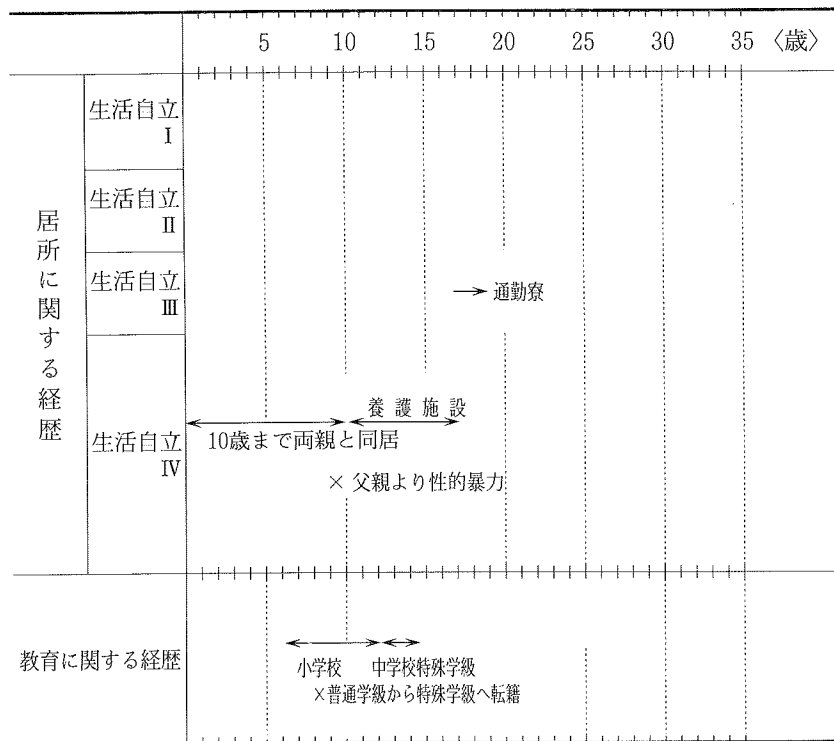 5 10 15 20 25 30 35 〈歳〉
居所に関する経歴
生活自立
Ⅰ
生活自立
Ⅱ
生活自立
Ⅲ
通勤寮
生活自立
Ⅳ
養護施設
10歳まで両親と同居
× 父親より性的暴力
教育に関する経歴
小学校 中学校特殊学級
×普通学級から特殊学級へ転籍